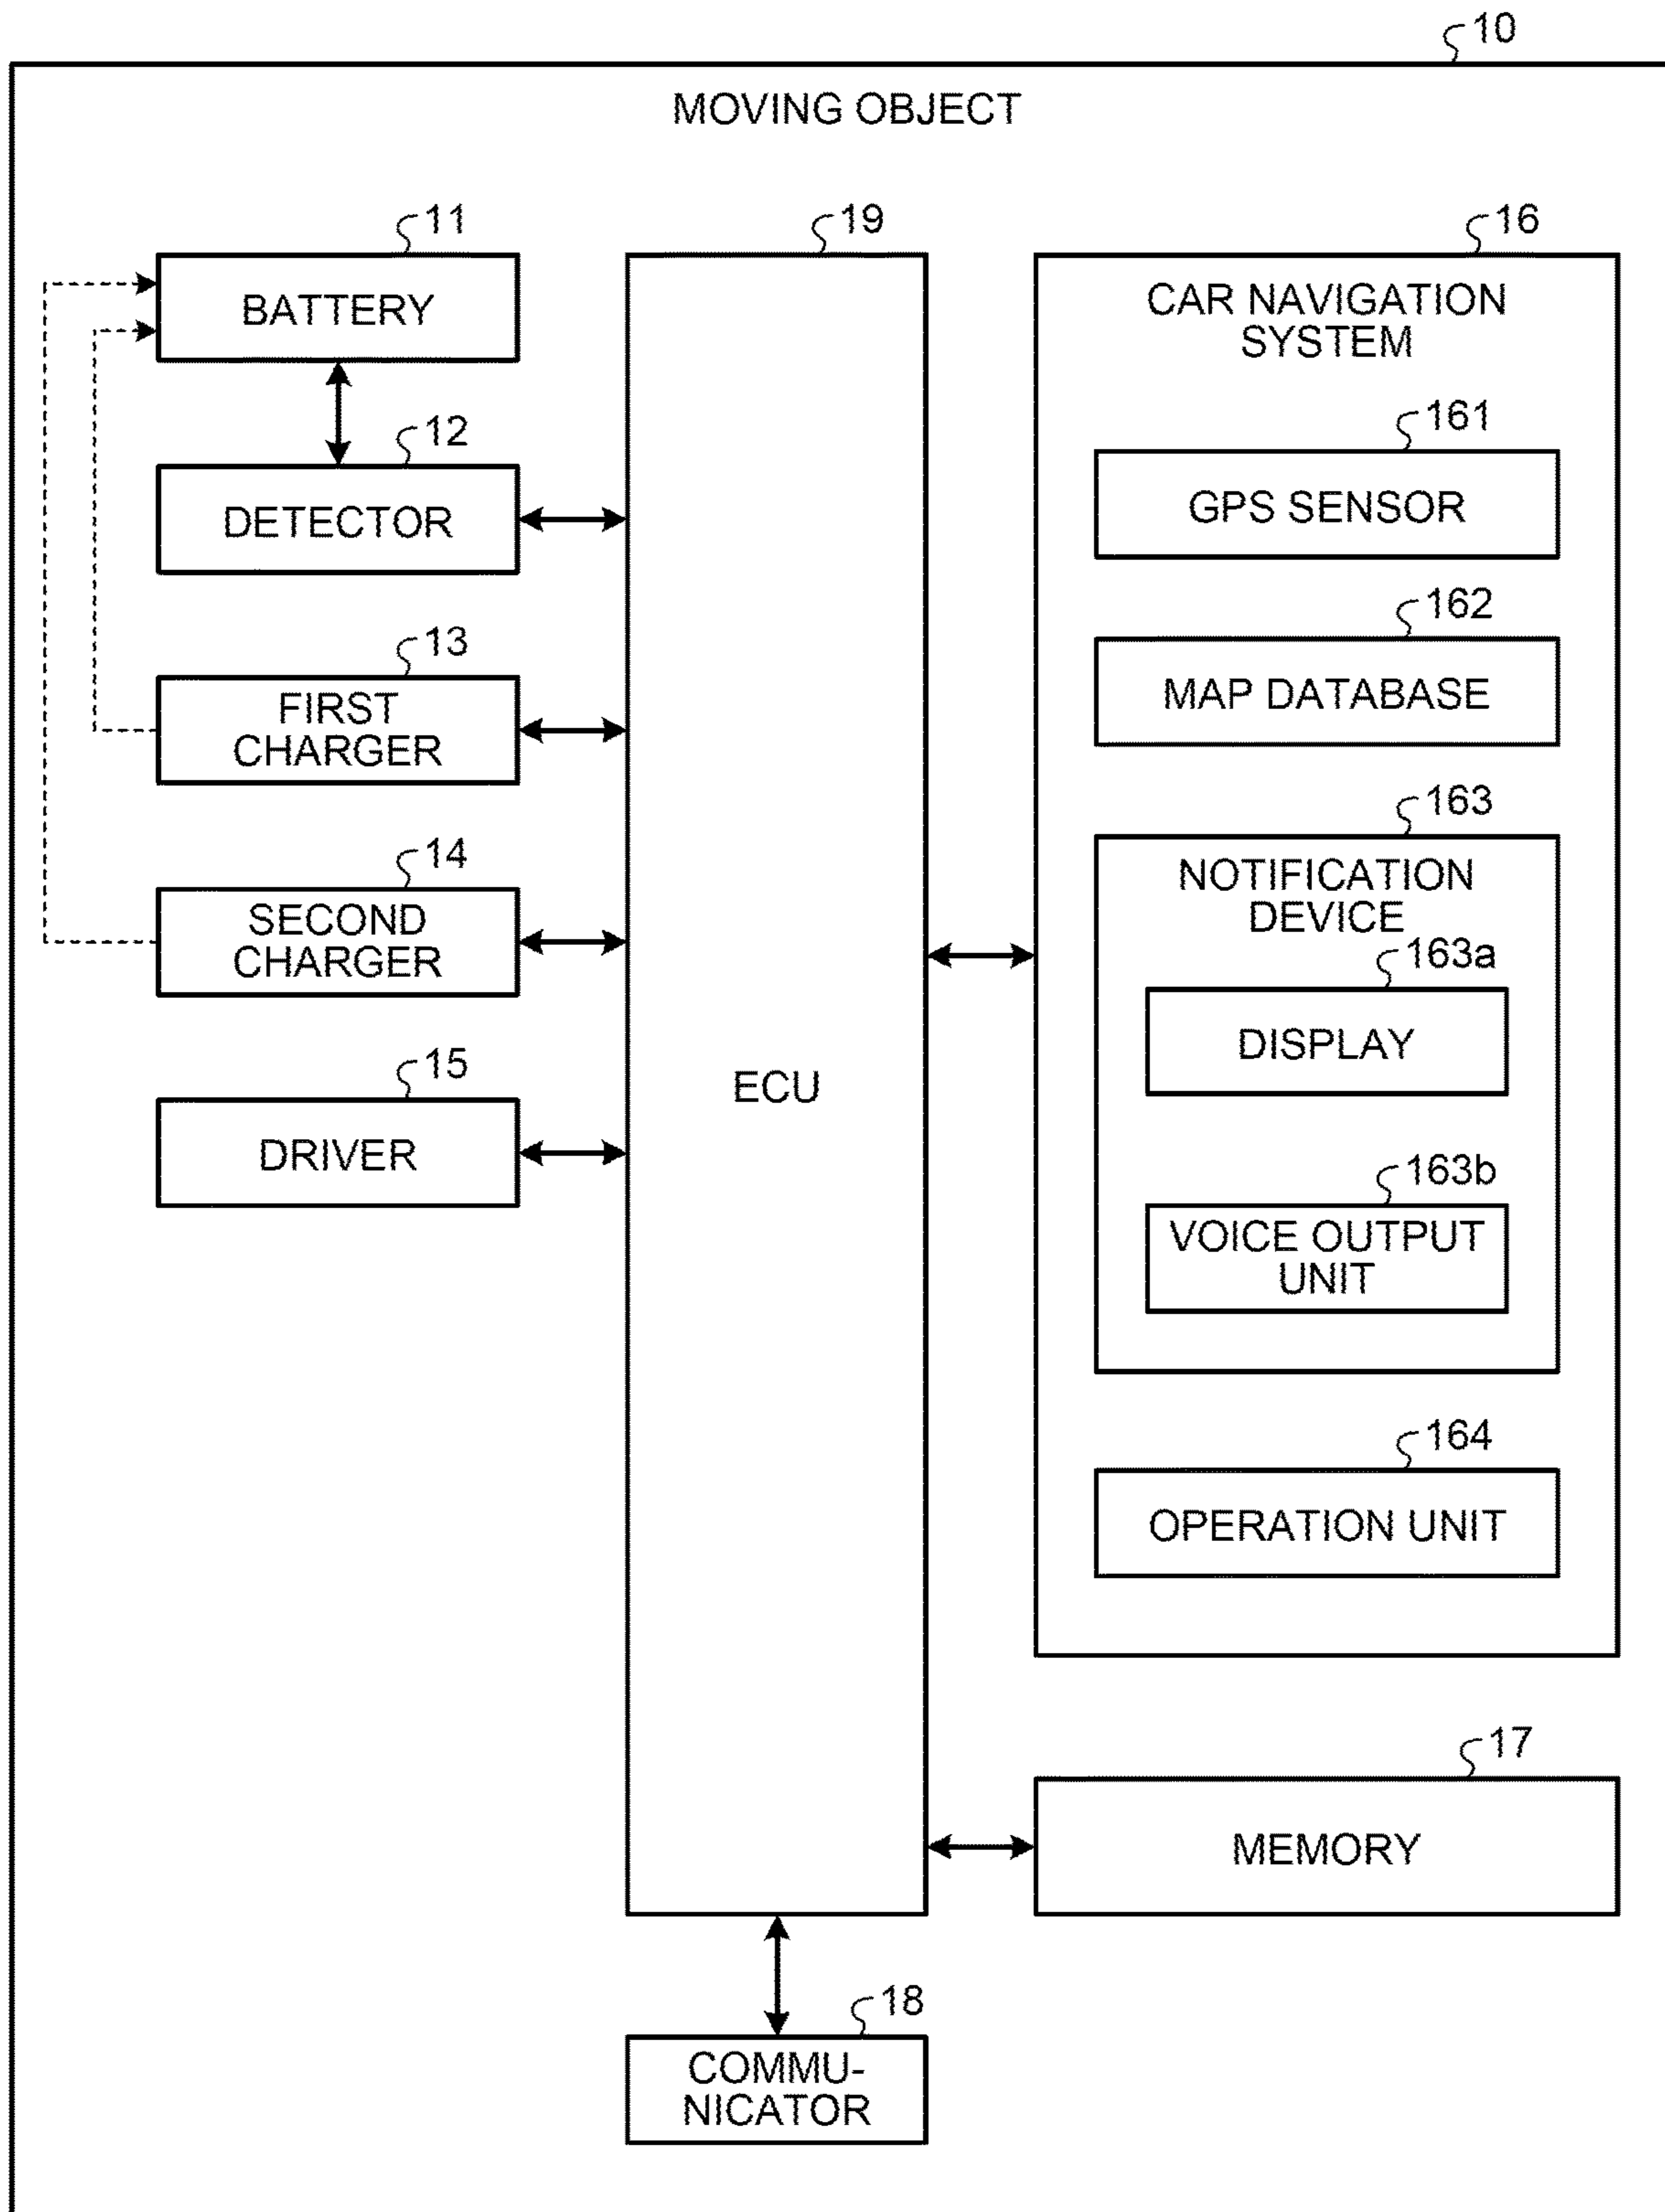 10
MOVING OBJECT
11
BATTERY
12
DETECTOR
13
FIRST
CHARGER
14
SECOND
CHARGER
15
DRIVER
19
ECU
16
CAR NAVIGATION
SYSTEM
161
GPS SENSOR
162
MAP DATABASE
163
NOTIFICATION
DEVICE
163a
DISPLAY
163b
VOICE OUTPUT
UNIT
164
OPERATION UNIT
17
MEMORY
18
COMMU-
NICATOR